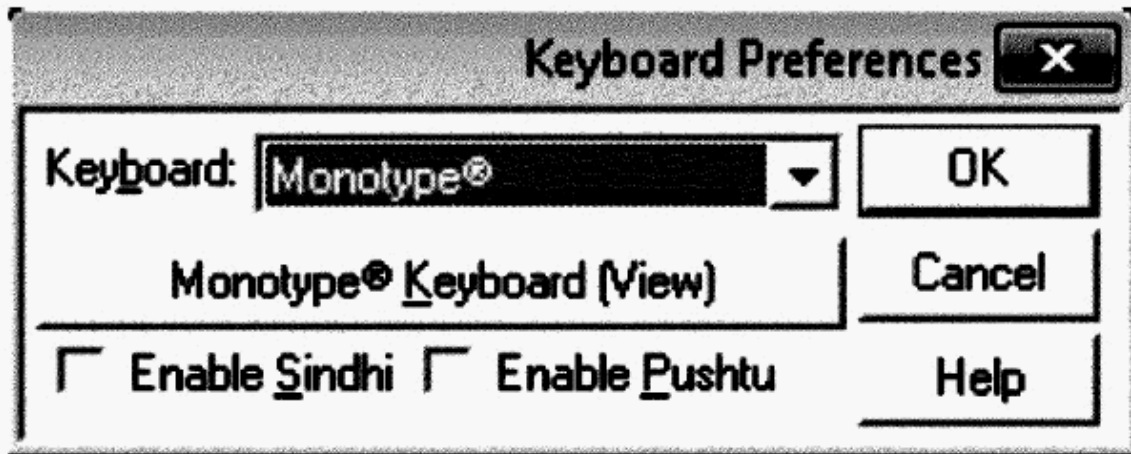 Keyboard Preferences
Keyboard: Monotype® OK
Monotype® Keyboard (View) Cancel
Enable Sindhi Enable Pushtu Help